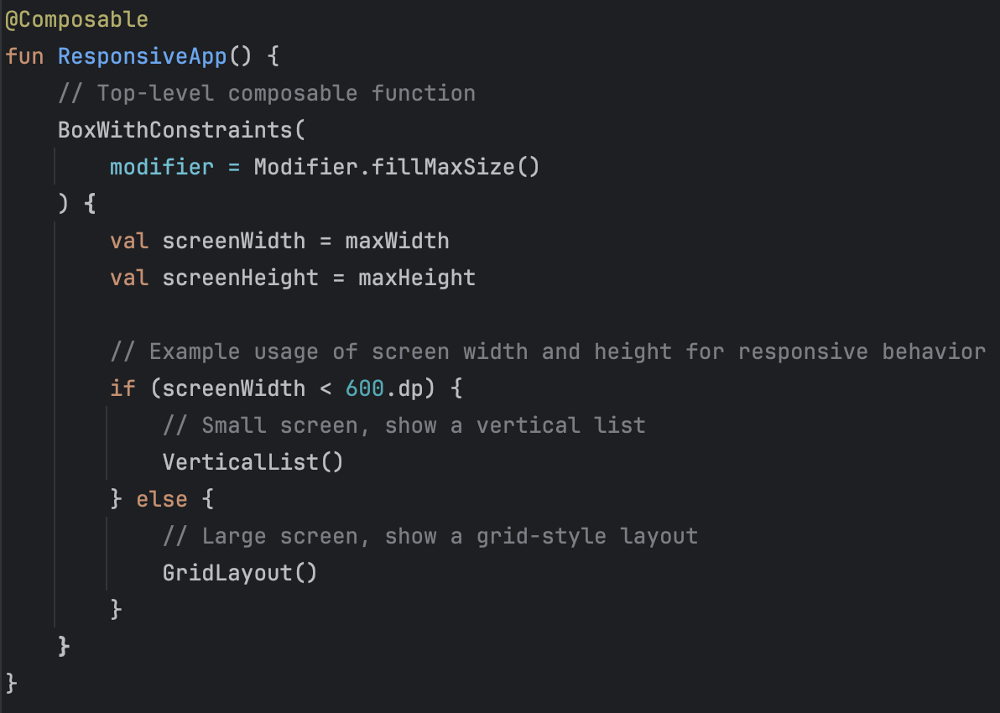 @Composable
fun ResponsiveApp() {
    // Top-level composable function
    BoxWithConstraints(
        modifier = Modifier.fillMaxSize()
    ) {
        val screenWidth = maxWidth
        val screenHeight = maxHeight

        // Example usage of screen width and height for responsive behavior
        if (screenWidth < 600.dp) {
            // Small screen, show a vertical list
            VerticalList()
        } else {
            // Large screen, show a grid-style layout
            GridLayout()
        }
    }
}